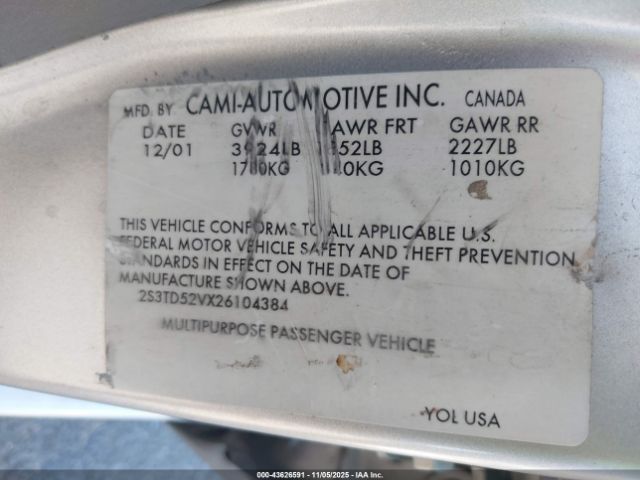 MFD. BY CAMI-AUTOMOTIVE INC. CANADA
DATE GVWR GAWR FRT GAWR RR
12/01 3924LB 2227LB
1780KG 1010KG
THIS VEHICLE CONFORMS TO ALL APPLICABLE U.S.
FEDERAL MOTOR VEHICLE SAFETY AND THEFT PREVENTION
STANDARDS IN EFFECT ON THE DATE OF
MANUFACTURE SHOWN ABOVE.
2S3TD52VX26104384
MULTIPURPOSE PASSENGER VEHICLE
YOL USA
000-43626591 - 11/05/2025 - IAA Inc.